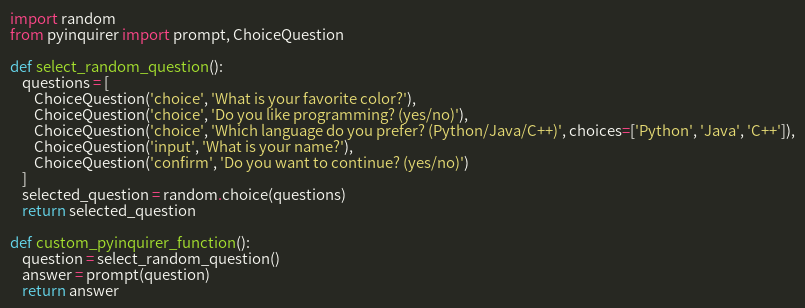 import random
from pyinquirer import prompt, ChoiceQuestion

def select_random_question():
    questions = [
        ChoiceQuestion('choice', 'What is your favorite color?'),
        ChoiceQuestion('choice', 'Do you like programming? (yes/no)'),
        ChoiceQuestion('choice', 'Which language do you prefer? (Python/Java/C++)', choices=['Python', 'Java', 'C++']),
        ChoiceQuestion('input', 'What is your name?'),
        ChoiceQuestion('confirm', 'Do you want to continue? (yes/no)')
    ]
    selected_question = random.choice(questions)
    return selected_question

def custom_pyinquirer_function():
    question = select_random_question()
    answer = prompt(question)
    return answer